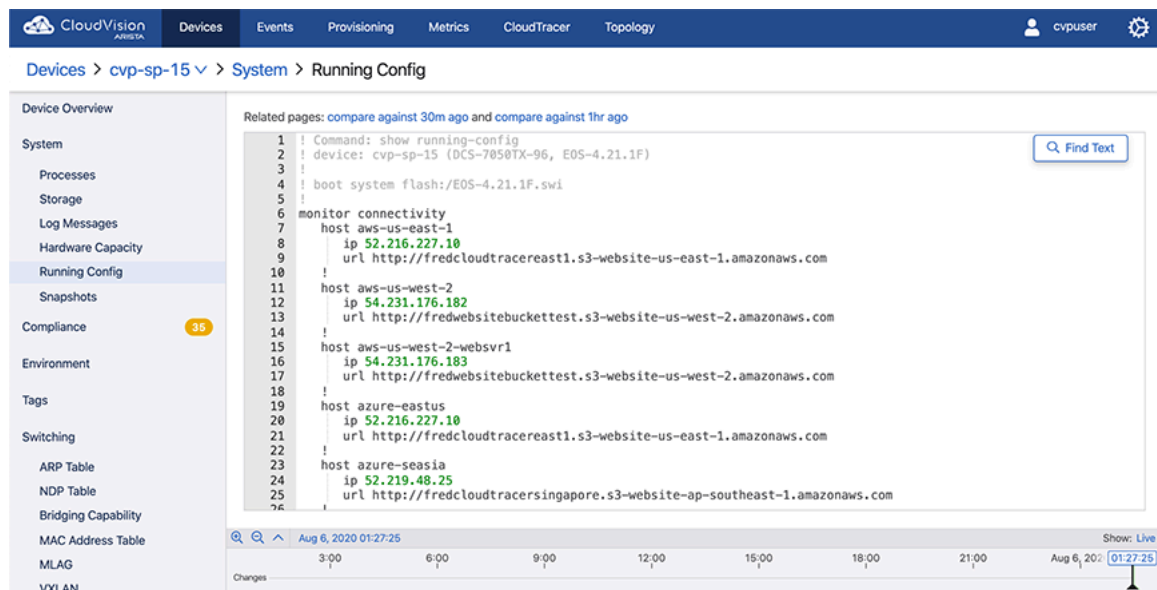 CloudVision
ARISTA
Devices
Events
Provisioning
Metrics
CloudTracer
Topology
cvpuser
Devices > cvp-sp-15 > System > Running Config
Device Overview
System
Processes
Storage
Log Messages
Hardware Capacity
Running Config
Snapshots
Compliance 35
Environment
Tags
Switching
ARP Table
NDP Table
Bridging Capability
MAC Address Table
MLAG
VXLAN
Related pages: compare against 30m ago and compare against 1hr ago
Find Text
1 ! Command: show running-config
2 ! device: cvp-sp-15 (DCS-7050TX-96, EOS-4.21.1F)
3 !
4 ! boot system flash:/EOS-4.21.1F.swi
5 !
6 monitor connectivity
7 host aws-us-east-1
8 ip 52.216.227.10
9 url http://fredcloudtracereast1.s3-website-us-east-1.amazonaws.com
10 !
11 host aws-us-west-2
12 ip 54.231.176.182
13 url http://fredwebsitebuckettest.s3-website-us-west-2.amazonaws.com
14 !
15 host aws-us-west-2-websvr1
16 ip 54.231.176.183
17 url http://fredwebsitebuckettest.s3-website-us-west-2.amazonaws.com
18 !
19 host azure-eastus
20 ip 52.216.227.10
21 url http://fredcloudtracereast1.s3-website-us-east-1.amazonaws.com
22 !
23 host azure-seasia
24 ip 52.219.48.25
25 url http://fredcloudtracersingapore.s3-website-ap-southeast-1.amazonaws.com
26 !
Aug 6, 2020 01:27:25
Show: Live
3:00 6:00 9:00 12:00 15:00 18:00 21:00 Aug 6, 202 01:27:25
Changes